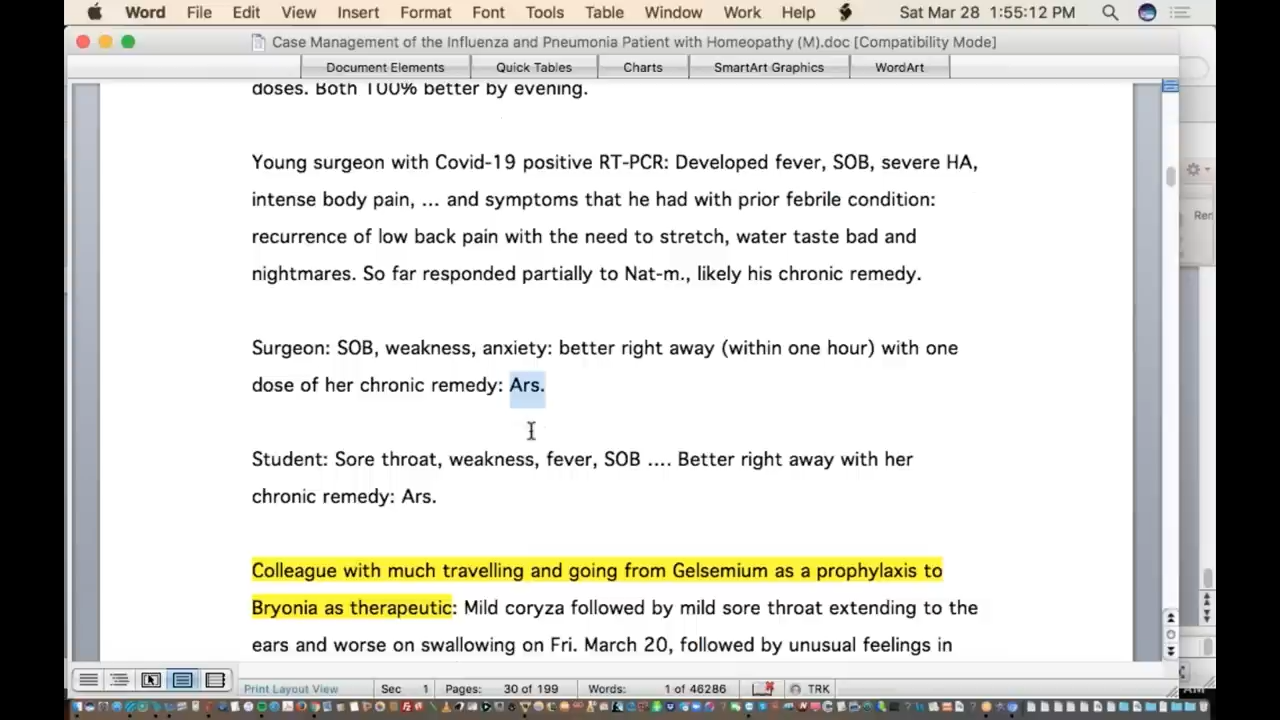 Word File Edit View Insert Format Font Tools Table Window Work Help Sat Mar 28 1:55:12 PM
Case Management of the Influenza and Pneumonia Patient with Homeopathy (M).doc [Compatibility Mode]
Document Elements Quick Tables Charts SmartArt Graphics WordArt
doses. Both 100% better by evening.
Young surgeon with Covid-19 positive RT-PCR: Developed fever, SOB, severe HA,
intense body pain, ... and symptoms that he had with prior febrile condition:
recurrence of low back pain with the need to stretch, water taste bad and
nightmares. So far responded partially to Nat-m., likely his chronic remedy.
Surgeon: SOB, weakness, anxiety: better right away (within one hour) with one
dose of her chronic remedy: Ars.
Student: Sore throat, weakness, fever, SOB .... Better right away with her
chronic remedy: Ars.
Colleague with much travelling and going from Gelsemium as a prophylaxis to
Bryonia as therapeutic: Mild coryza followed by mild sore throat extending to the
ears and worse on swallowing on Fri. March 20, followed by unusual feelings in
Print Layout View Sec 1 Pages: 30 of 199 Words: 1 of 46286 TRK